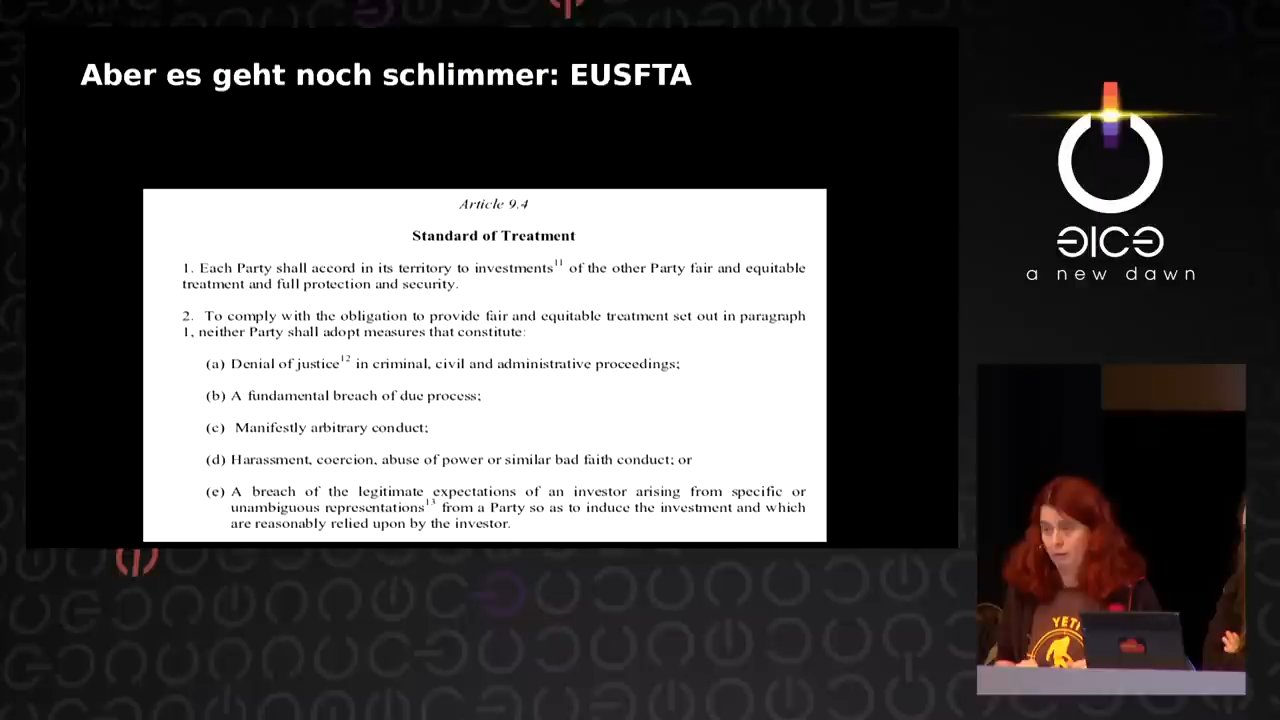 Aber es geht noch schlimmer: EUSFTA
Article 9.4
Standard of Treatment
1. Each Party shall accord in its territory to investments11 of the other Party fair and equitable
treatment and full protection and security.
2. To comply with the obligation to provide fair and equitable treatment set out in paragraph
1, neither Party shall adopt measures that constitute:
(a) Denial of justice12 in criminal, civil and administrative proceedings;
(b) A fundamental breach of due process;
(c) Manifestly arbitrary conduct;
(d) Harassment, coercion, abuse of power or similar bad faith conduct; or
(e) A breach of the legitimate expectations of an investor arising from specific or
unambiguous representations13 from a Party so as to induce the investment and which
are reasonably relied upon by the investor.
a new dawn
YETI